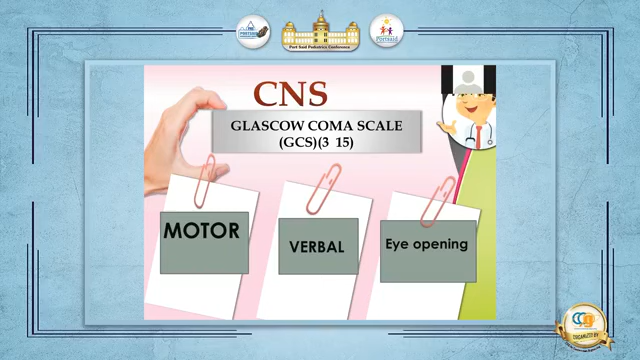 Port Said Pediatrics Conference
CNS
GLASCOW COMA SCALE
(GCS)(3 15)
MOTOR
VERBAL
Eye opening